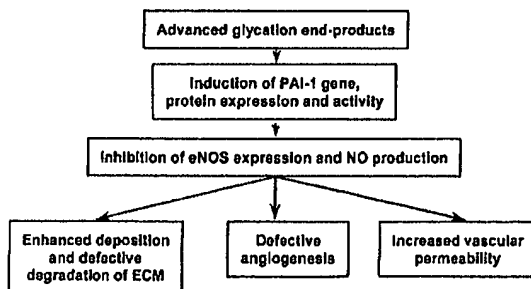 Advanced glycation end-products
Induction of PAI-1 gene,
protein expression and activity
Inhibition of eNOS expression and NO production
Enhanced deposition
and defective
degradation of ECM
Defective
angiogenesis
Increased vascular
permeability